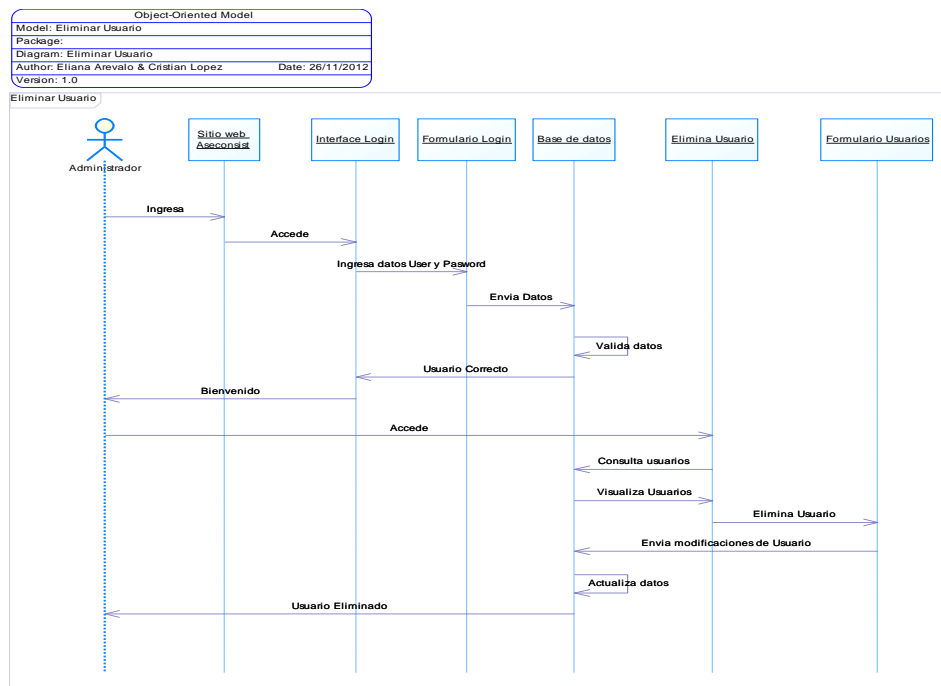 Object-Oriented Model
Model: Eliminar Usuario
Package:
Diagram: Eliminar Usuario
Author: Eliana Arevalo & Cristian Lopez Date: 26/11/2012
Version: 1.0
Eliminar Usuario
Administrador
Sitio web
Aseconsist
Interface Login
Formulario Login
Base de datos
Elimina Usuario
Formulario Usuarios
Ingresa
Accede
Ingresa datos User y Pasword
Envia Datos
Valida datos
Usuario Correcto
Bienvenido
Accede
Consulta usuarios
Visualiza Usuarios
Elimina Usuario
Envia modificaciones de Usuario
Actualiza datos
Usuario Eliminado